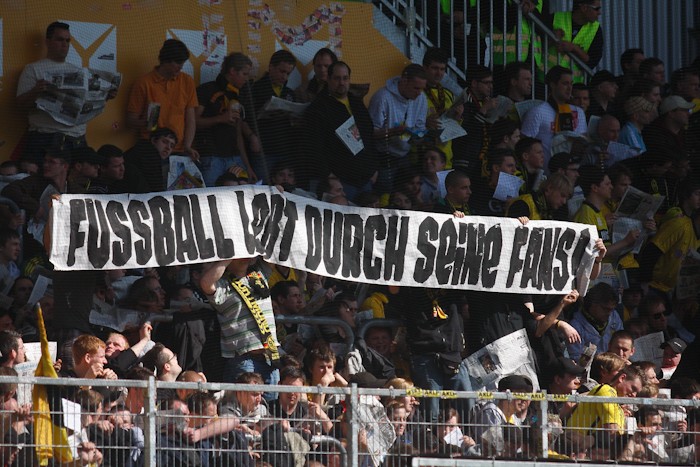 FUSSBALL LEBT DURCH SEINE FANS!